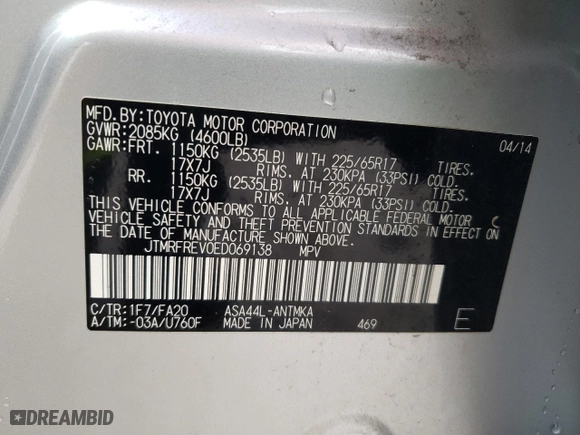 MFD.BY:TOYOTA MOTOR CORPORATION 04/14
GVWR:2085KG (4600LB)
GAWR:FRT. 1150KG (2535LB) WITH 225/65R17 TIRES.
17X7J RIMS. AT 230KPA (33PSI) COLD.
RR. 1150KG (2535LB) WITH 225/65R17 TIRES.
17X7J RIMS. AT 230KPA (33PSI) COLD.
THIS VEHICLE CONFORMS TO ALL APPLICABLE FEDERAL MOTOR
VEHICLE SAFETY AND THEFT PREVENTION STANDARDS IN EFFECT ON
THE DATE OF MANUFACTURE SHOWN ABOVE.
JTMRFREV0ED069138 MPV
C/TR:1F7/FA20 ASA44L-ANTMKA
A/TM:-03A/U760F MADE IN JAPAN 469 E
DREAMBID